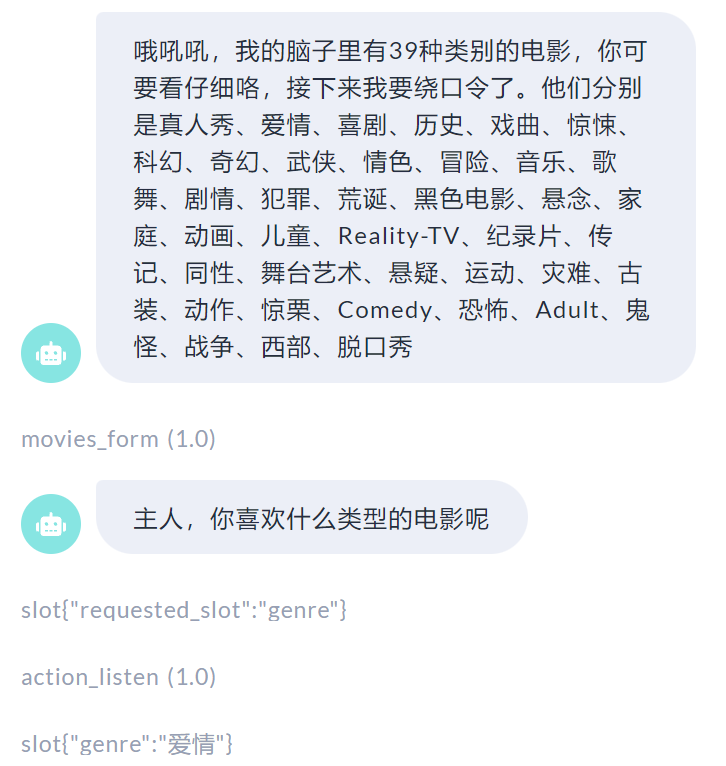 哦吼吼，我的脑子里有39种类别的电影，你可
要看仔细咯，接下来我要绕口令了。他们分别
是真人秀、爱情、喜剧、历史、戏曲、惊悚、
科幻、奇幻、武侠、情色、冒险、音乐、歌
舞、剧情、犯罪、荒诞、黑色电影、悬念、家
庭、动画、儿童、Reality-TV、纪录片、传
记、同性、舞台艺术、悬疑、运动、灾难、古
装、动作、惊栗、Comedy、恐怖、Adult、鬼
怪、战争、西部、脱口秀
movies_form (1.0)
主人，你喜欢什么类型的电影呢
slot{"requested_slot":"genre"}
action_listen (1.0)
slot{"genre":"爱情"}